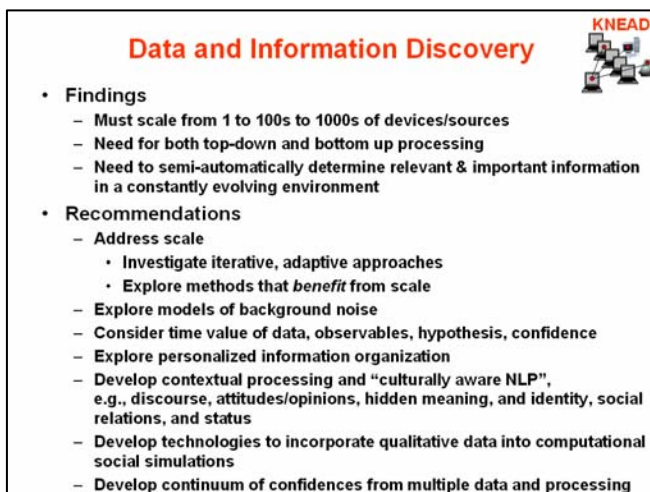 KNEAD
Data and Information Discovery
• Findings
– Must scale from 1 to 100s to 1000s of devices/sources
– Need for both top-down and bottom up processing
– Need to semi-automatically determine relevant & important information
in a constantly evolving environment
• Recommendations
– Address scale
• Investigate iterative, adaptive approaches
• Explore methods that benefit from scale
– Explore models of background noise
– Consider time value of data, observables, hypothesis, confidence
– Explore personalized information organization
– Develop contextual processing and “culturally aware NLP”,
e.g., discourse, attitudes/opinions, hidden meaning, and identity, social
relations, and status
– Develop technologies to incorporate qualitative data into computational
social simulations
– Develop continuum of confidences from multiple data and processing